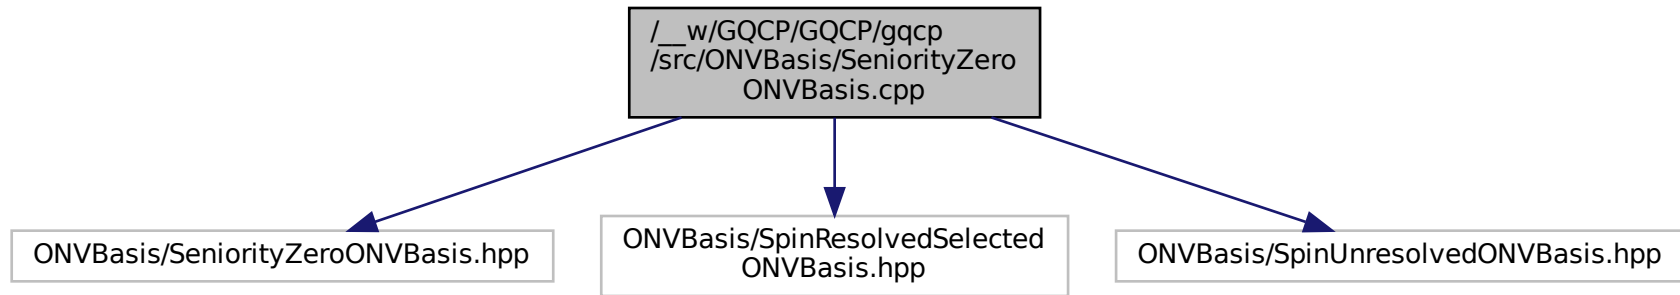 /__w/GQCP/GQCP/gqcp
/src/ONVBasis/SeniorityZero
ONVBasis.cpp
ONVBasis/SeniorityZeroONVBasis.hpp
ONVBasis/SpinResolvedSelected
ONVBasis.hpp
ONVBasis/SpinUnresolvedONVBasis.hpp